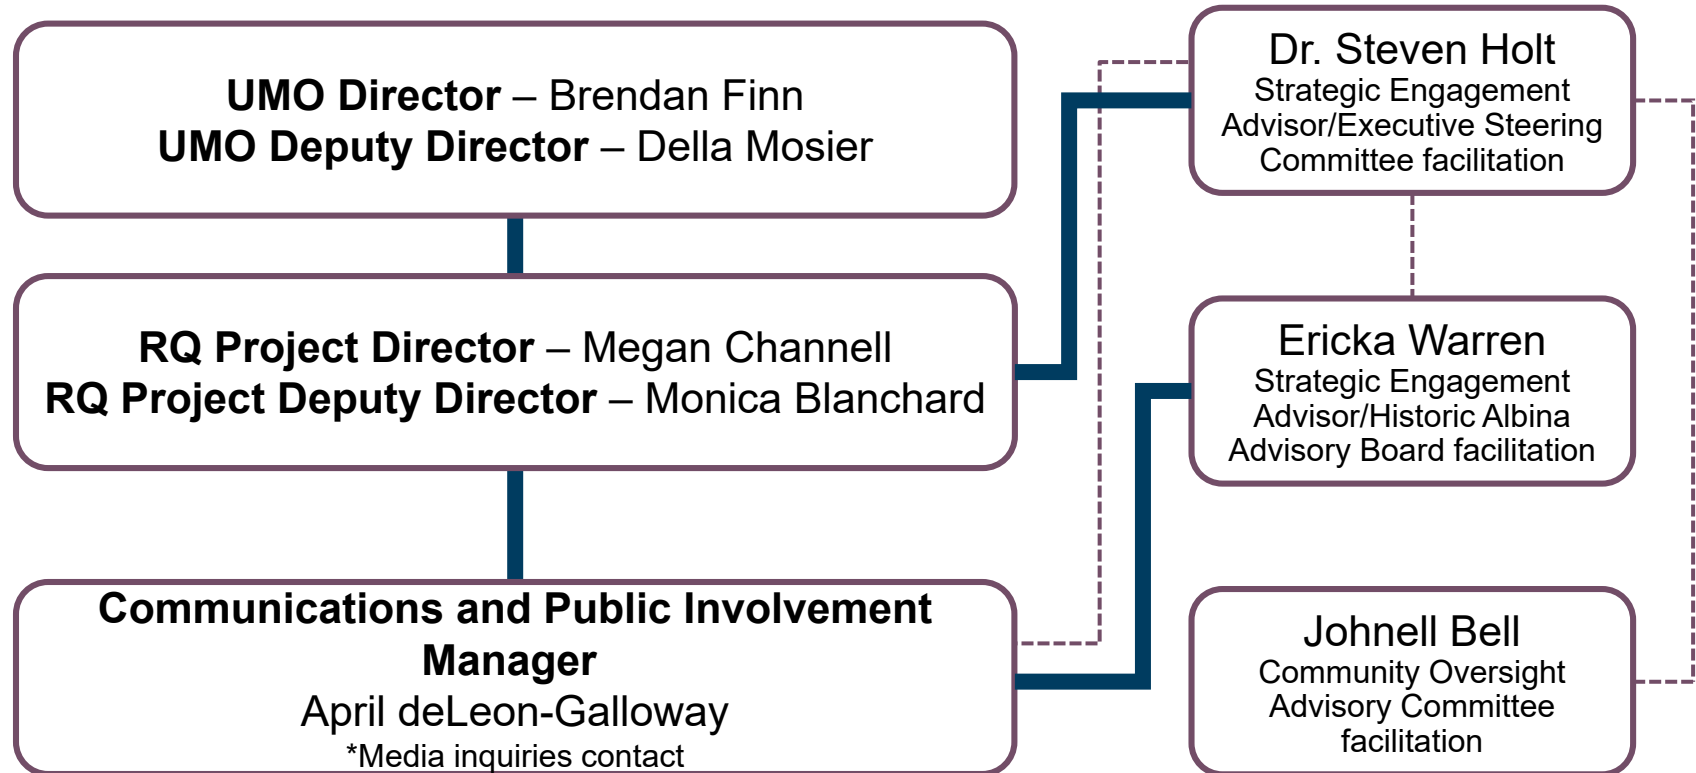 UMO Director – Brendan Finn
UMO Deputy Director – Della Mosier
RQ Project Director – Megan Channell
RQ Project Deputy Director – Monica Blanchard
Communications and Public Involvement
Manager
April deLeon-Galloway
*Media inquiries contact
Dr. Steven Holt
Strategic Engagement
Advisor/Executive Steering
Committee facilitation
Ericka Warren
Strategic Engagement
Advisor/Historic Albina
Advisory Board facilitation
Johnell Bell
Community Oversight
Advisory Committee
facilitation